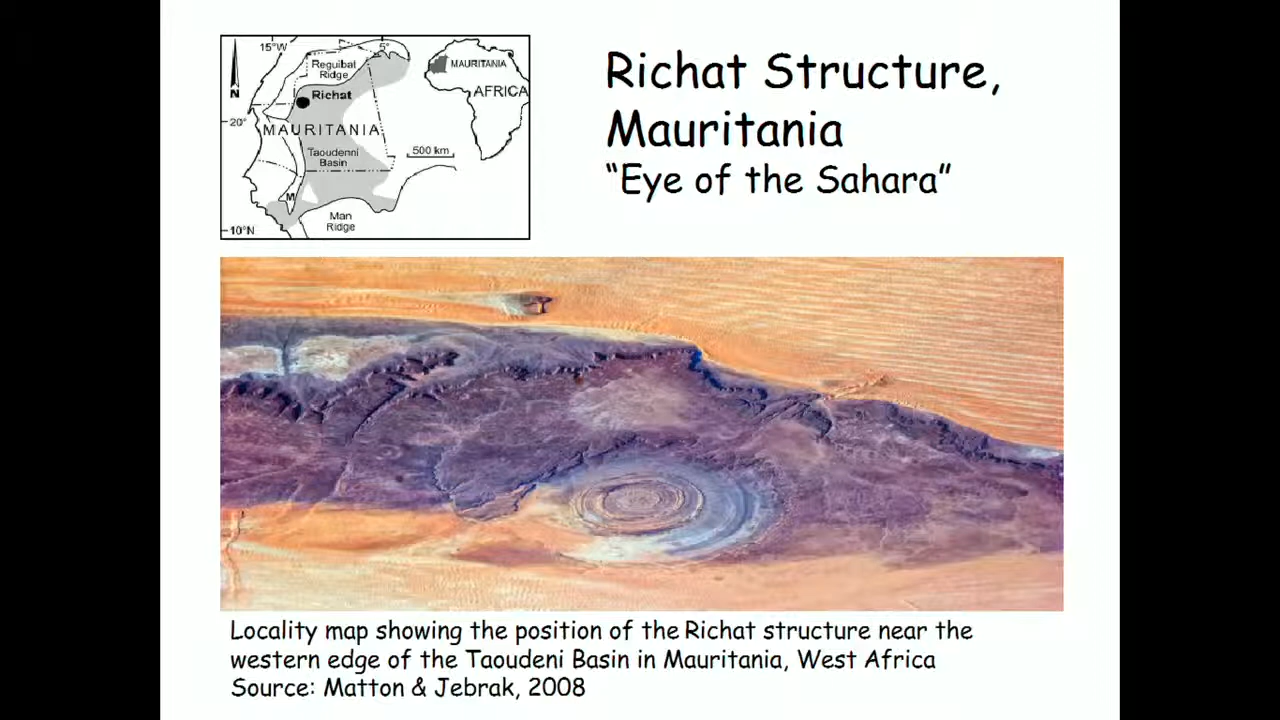 15°W
5°
Reguibat
Ridge
MAURITANIA
Richat
AFRICA
N
20°
MAURITANIA
Taoudenni
Basin
500 km
M
Man
Ridge
10°N
Richat Structure,
Mauritania
“Eye of the Sahara”
Locality map showing the position of the Richat structure near the
western edge of the Taoudeni Basin in Mauritania, West Africa
Source: Matton & Jebrak, 2008